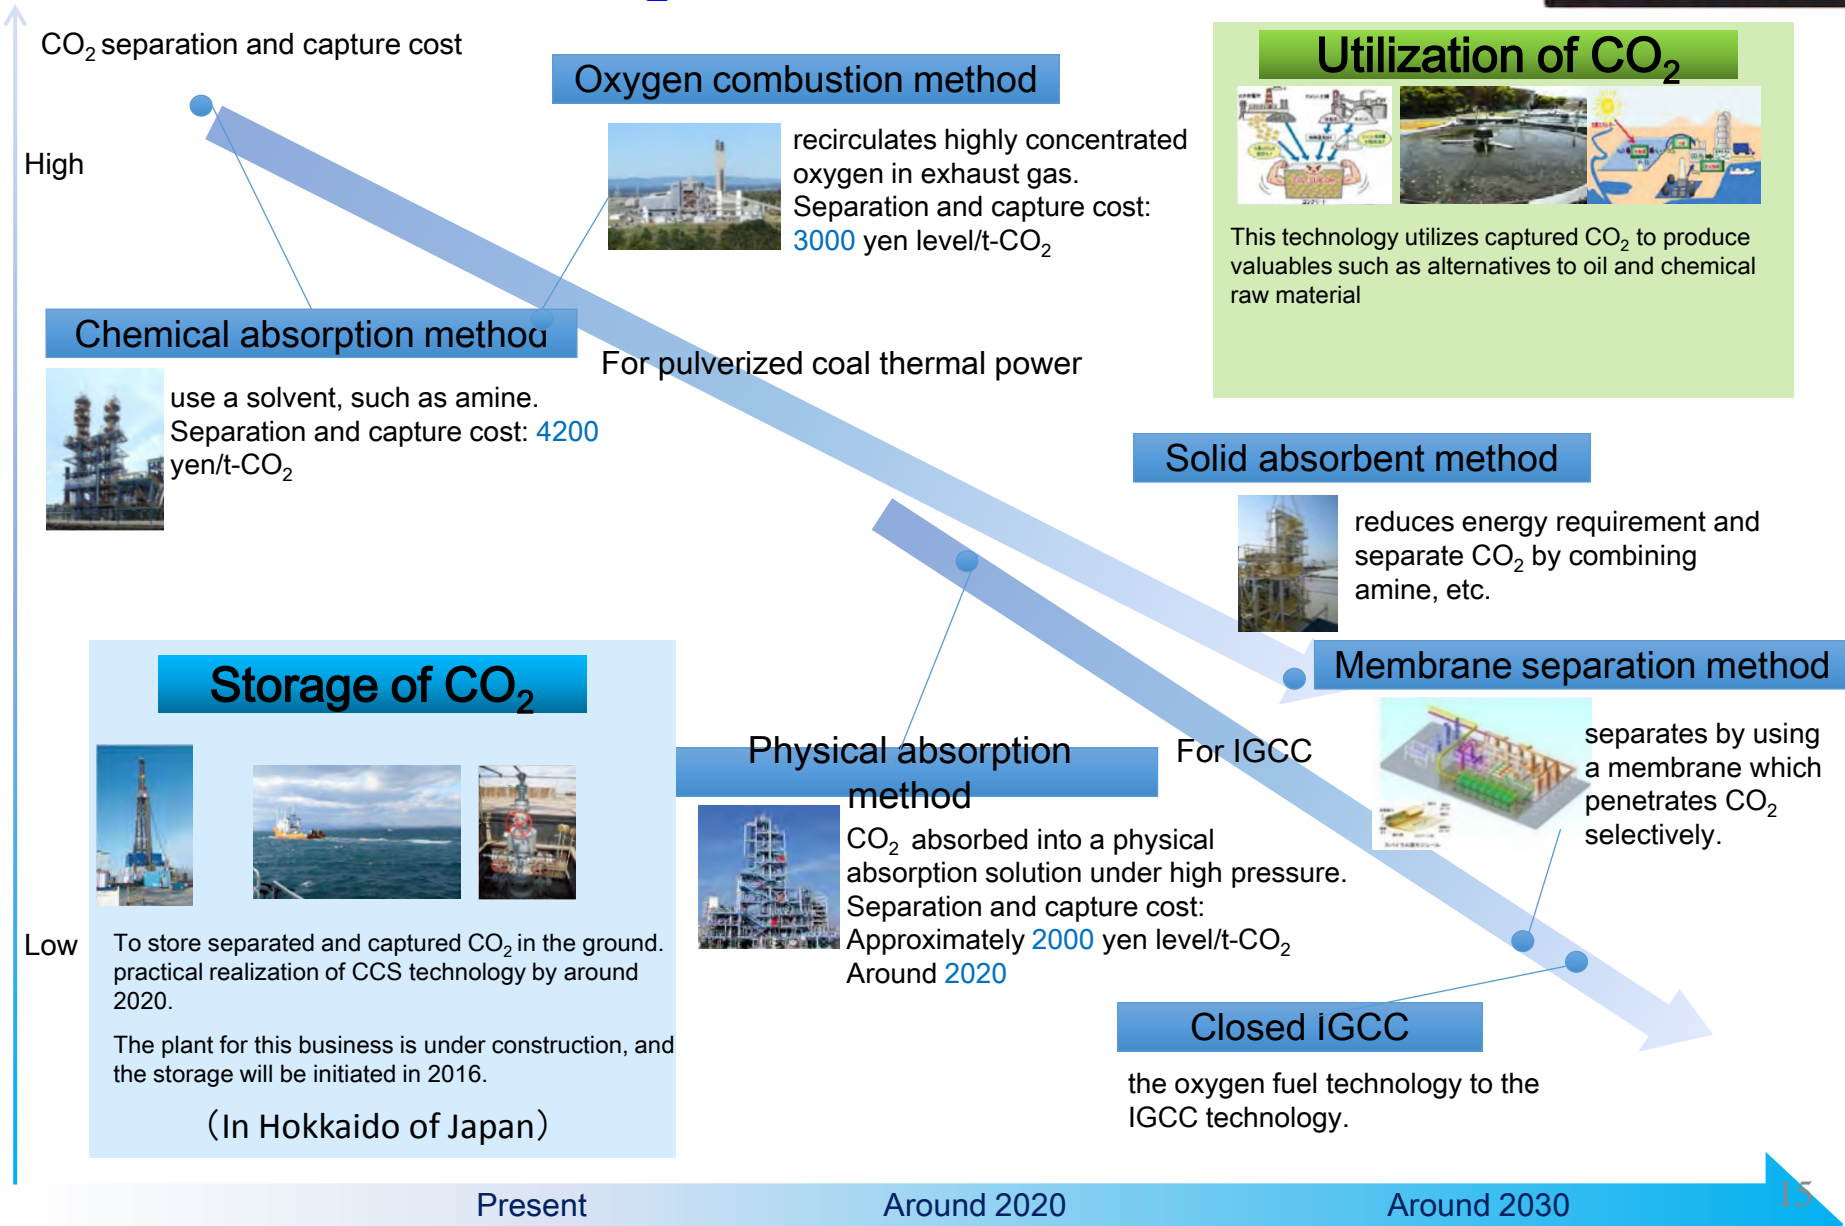 CO₂ separation and capture cost
High
Oxygen combustion method
recirculates highly concentrated
oxygen in exhaust gas.
Separation and capture cost:
3000 yen level/t-CO₂
Utilization of CO₂
This technology utilizes captured CO₂ to produce
valuables such as alternatives to oil and chemical
raw material
Chemical absorption method
use a solvent, such as amine.
Separation and capture cost: 4200
yen/t-CO₂
For pulverized coal thermal power
Solid absorbent method
reduces energy requirement and
separate CO₂ by combining
amine, etc.
Membrane separation method
separates by using
a membrane which
penetrates CO₂
selectively.
Storage of CO₂
To store separated and captured CO₂ in the ground.
practical realization of CCS technology by around
2020.
The plant for this business is under construction, and
the storage will be initiated in 2016.
（In Hokkaido of Japan）
Low
Physical absorption
method
CO₂ absorbed into a physical
absorption solution under high pressure.
Separation and capture cost:
Approximately 2000 yen level/t-CO₂
Around 2020
For IGCC
Closed IGCC
the oxygen fuel technology to the
IGCC technology.
Present
Around 2020
Around 2030
15